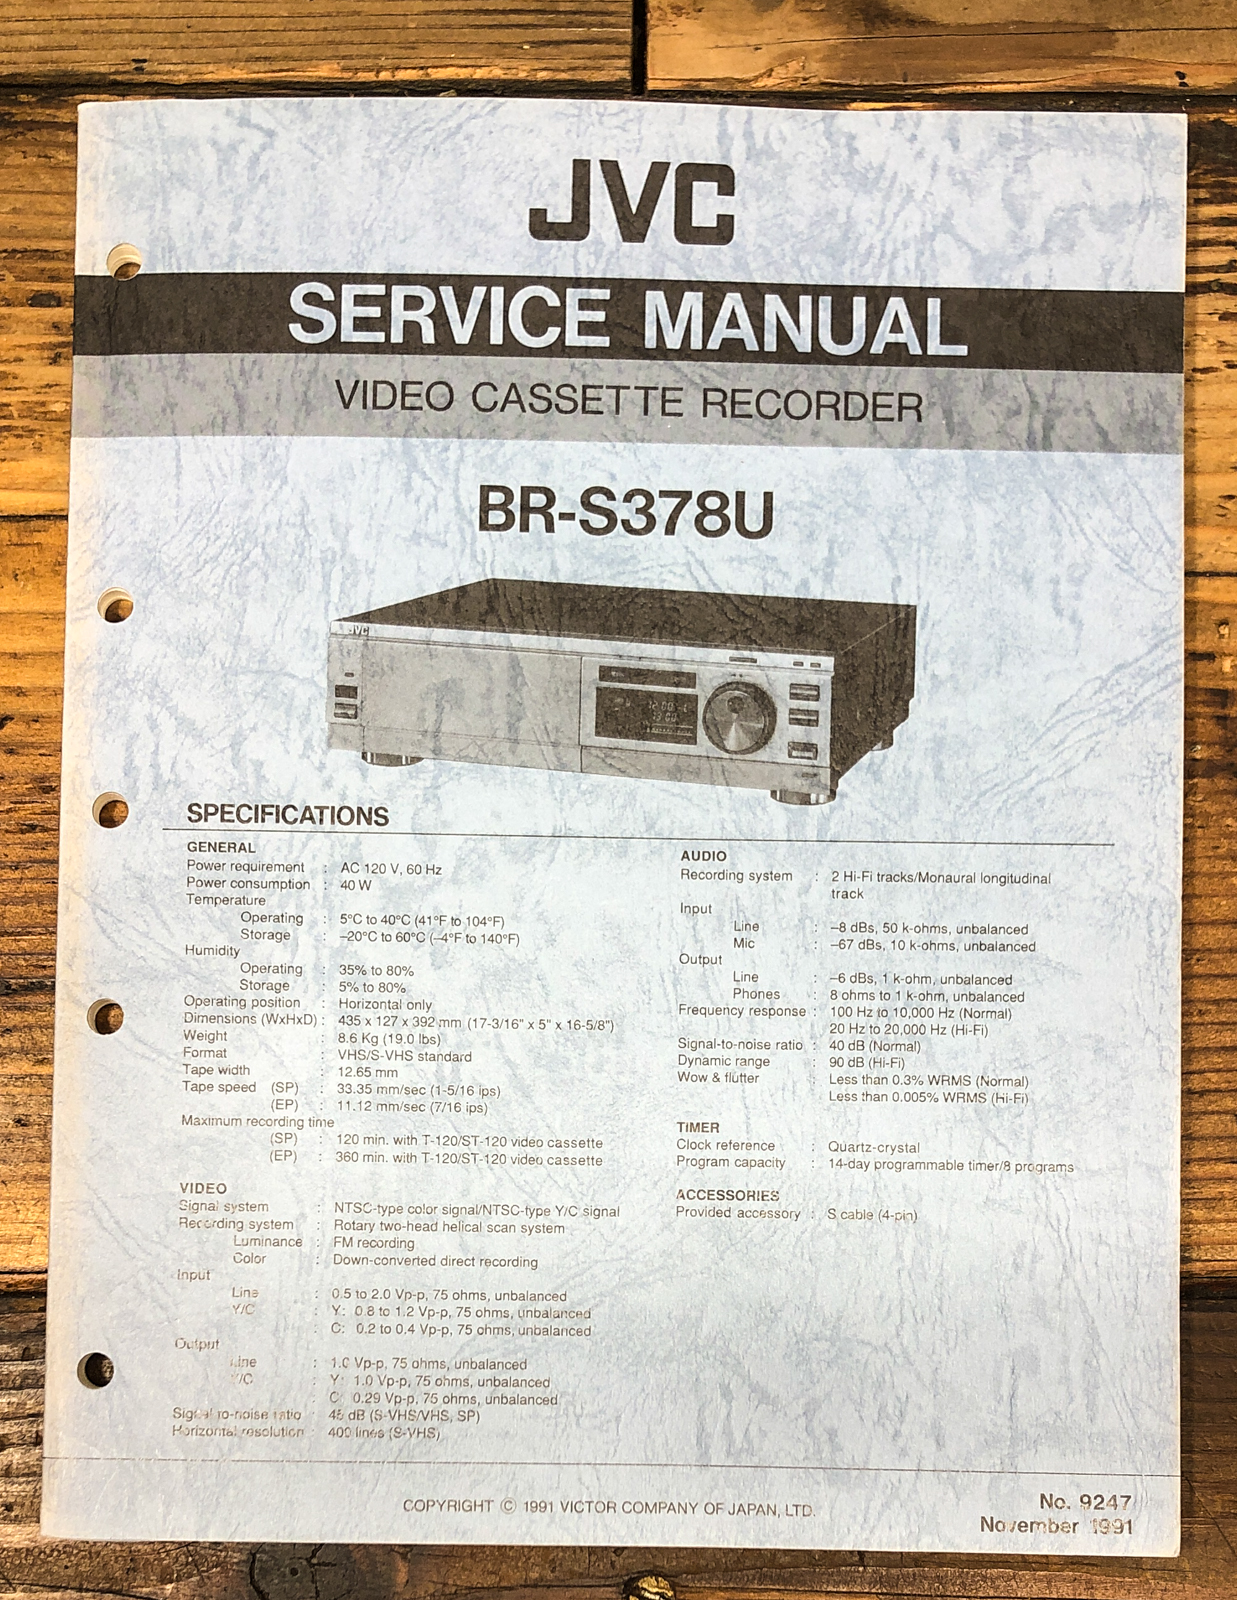 JVC
SERVICE MANUAL
VIDEO CASSETTE RECORDER
BR-S378U
JVC
SPECIFICATIONS
GENERAL
Power requirement : AC 120 V, 60 Hz
Power consumption : 40 W
Temperature
Operating : 5°C to 40°C (41°F to 104°F)
Storage : –20°C to 60°C (–4°F to 140°F)
Humidity
Operating : 35% to 80%
Storage : 5% to 80%
Operating position : Horizontal only
Dimensions (WxHxD) : 435 x 127 x 392 mm (17-3/16" x 5" x 16-5/8")
Weight : 8.6 Kg (19.0 lbs)
Format : VHS/S-VHS standard
Tape width : 12.65 mm
Tape speed (SP) : 33.35 mm/sec (1-5/16 ips)
(EP) : 11.12 mm/sec (7/16 ips)
Maximum recording time
(SP) : 120 min. with T-120/ST-120 video cassette
(EP) : 360 min. with T-120/ST-120 video cassette
VIDEO
Signal system : NTSC-type color signal/NTSC-type Y/C signal
Recording system : Rotary two-head helical scan system
Luminance : FM recording
Color : Down-converted direct recording
Input
Line : 0.5 to 2.0 Vp-p, 75 ohms, unbalanced
Y/C : Y: 0.8 to 1.2 Vp-p, 75 ohms, unbalanced
: C: 0.2 to 0.4 Vp-p, 75 ohms, unbalanced
Output
Line : 1.0 Vp-p, 75 ohms, unbalanced
Y/C : Y: 1.0 Vp-p, 75 ohms, unbalanced
: C: 0.29 Vp-p, 75 ohms, unbalanced
Signal-to-noise ratio : 45 dB (S-VHS/VHS, SP)
Horizontal resolution : 400 lines (S-VHS)
AUDIO
Recording system : 2 Hi-Fi tracks/Monaural longitudinal
track
Input
Line : –8 dBs, 50 k-ohms, unbalanced
Mic : –67 dBs, 10 k-ohms, unbalanced
Output
Line : –6 dBs, 1 k-ohm, unbalanced
Phones : 8 ohms to 1 k-ohm, unbalanced
Frequency response : 100 Hz to 10,000 Hz (Normal)
20 Hz to 20,000 Hz (Hi-Fi)
Signal-to-noise ratio : 40 dB (Normal)
Dynamic range : 90 dB (Hi-Fi)
Wow & flutter : Less than 0.3% WRMS (Normal)
Less than 0.005% WRMS (Hi-Fi)
TIMER
Clock reference : Quartz-crystal
Program capacity : 14-day programmable timer/8 programs
ACCESSORIES
Provided accessory : S cable (4-pin)
COPYRIGHT © 1991 VICTOR COMPANY OF JAPAN, LTD.
No. 9247
November 1991